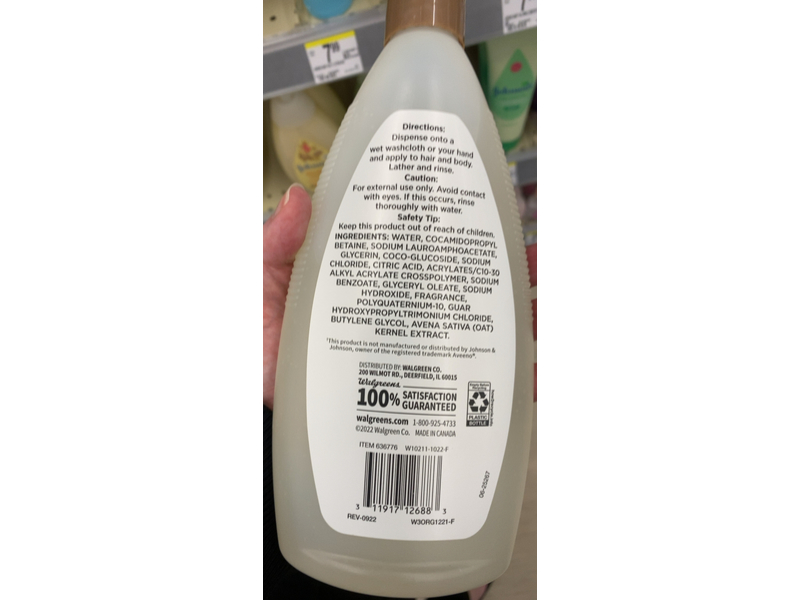 7.99
7
Johnson's
Directions:
Dispense onto a
wet washcloth or your hand
and apply to hair and body.
Lather and rinse.
Caution:
For external use only. Avoid contact
with eyes. If this occurs, rinse
thoroughly with water.
Safety Tip:
Keep this product out of reach of children.
INGREDIENTS: WATER, COCAMIDOPROPYL
BETAINE, SODIUM LAUROAMPHOACETATE,
GLYCERIN, COCO-GLUCOSIDE, SODIUM
CHLORIDE, CITRIC ACID, ACRYLATES/C10-30
ALKYL ACRYLATE CROSSPOLYMER, SODIUM
BENZOATE, GLYCERYL OLEATE, SODIUM
HYDROXIDE, FRAGRANCE,
POLYQUATERNIUM-10, GUAR
HYDROXYPROPYLTRIMONIUM CHLORIDE,
BUTYLENE GLYCOL, AVENA SATIVA (OAT)
KERNEL EXTRACT.
†This product is not manufactured or distributed by Johnson &
Johnson, owner of the registered trademark Aveeno®.
DISTRIBUTED BY: WALGREEN CO.
200 WILMOT RD., DEERFIELD, IL 60015
Walgreens
100% SATISFACTION
GUARANTEED
walgreens.com 1-800-925-4733
©2022 Walgreen Co. MADE IN CANADA
PLASTIC
BOTTLE
ITEM 636776 W10211-1022-F
3 11917 12688 3
REV-0922 W3ORG1221-F
06-25267